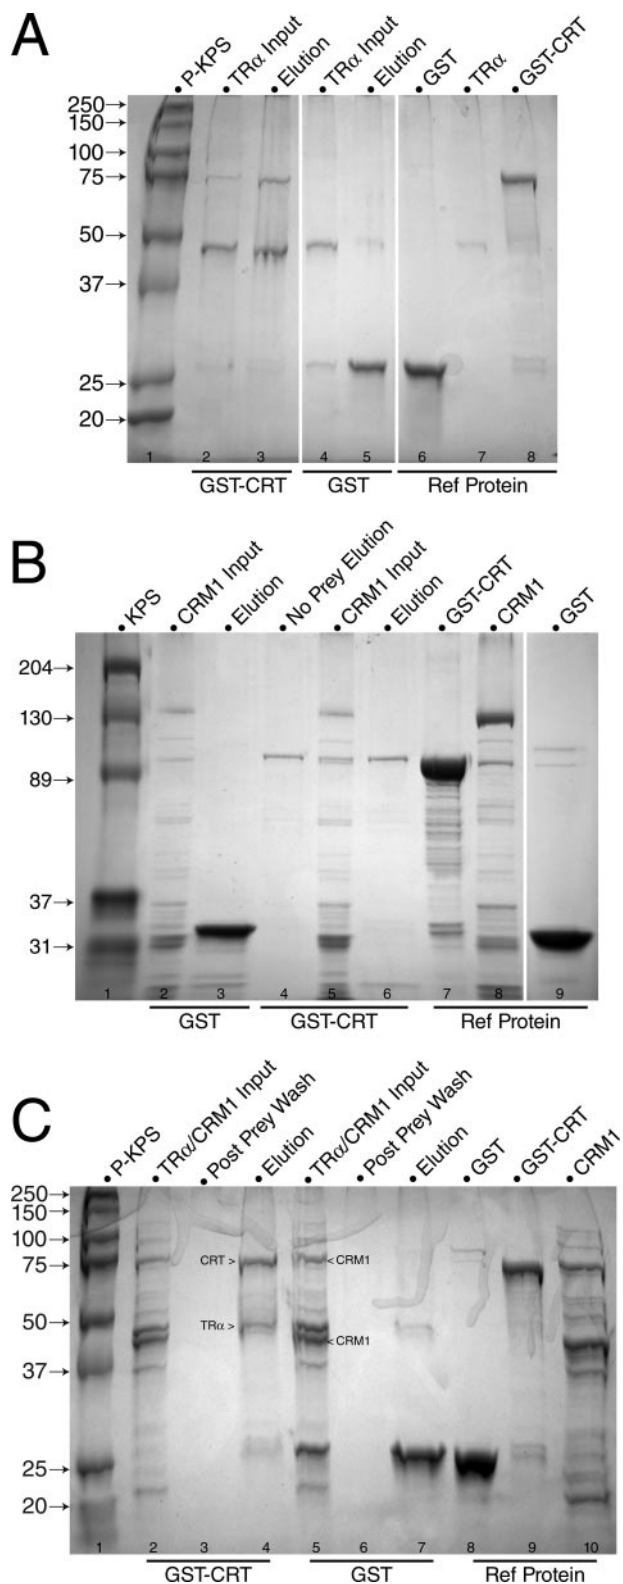 A
P-KPS TRα Input Elution TRα Input Elution GST TRα GST-CRT
250→
150→
100→
75→
50→
37→
25→
20→
1 2 3 4 5 6 7 8
GST-CRT GST Ref Protein
B
KPS CRM1 Input Elution No Prey Elution CRM1 Input Elution GST-CRT CRM1 GST
204→
130→
89→
37→
31→
1 2 3 4 5 6 7 8 9
GST GST-CRT Ref Protein
C
P-KPS TRα/CRM1 Input Post Prey Wash Elution TRα/CRM1 Input Post Prey Wash Elution GST GST-CRT CRM1
250→
150→
100→
75→
CRT > < CRM1
50→
TRα >
< CRM1
37→
25→
20→
1 2 3 4 5 6 7 8 9 10
GST-CRT GST Ref Protein